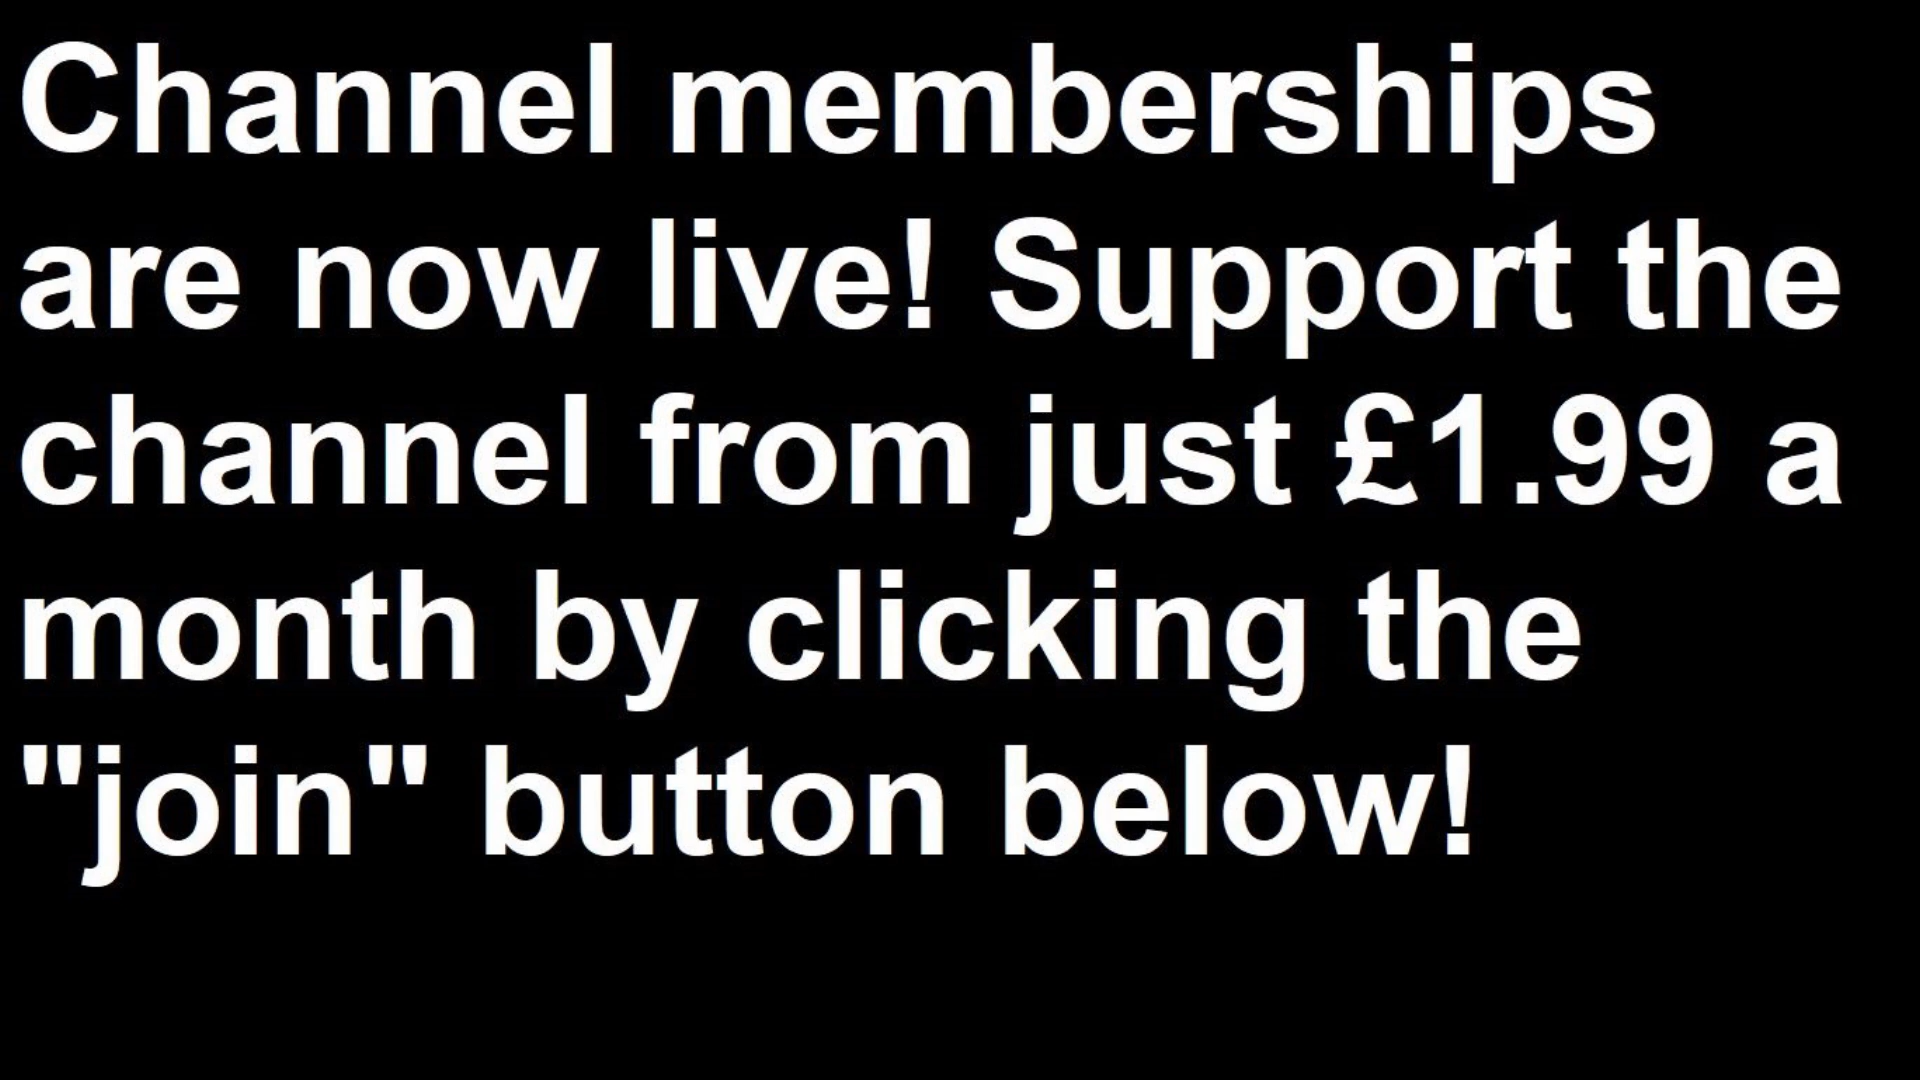 Channel memberships
are now live! Support the
channel from just £1.99 a
month by clicking the
"join" button below!